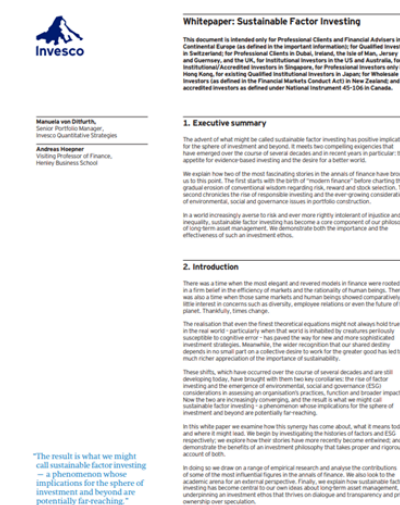 Invesco
Whitepaper: Sustainable Factor Investing
This document is intended only for Professional Clients and Financial Advisers in
Continental Europe (as defined in the important information); for Qualified Inves
in Switzerland; for Professional Clients in Dubai, Ireland, the Isle of Man, Jersey
and Guernsey, and the UK, for Institutional Investors in the US and Australia, fo
Institutional/Accredited Investors in Singapore, for Professional Investors only
Hong Kong, for existing Qualified Institutional Investors in Japan; for Wholesale
Investors (as defined in the Financial Markets Conduct Act) in New Zealand; and
accredited investors as defined under National Instrument 45-106 in Canada.
Manuela von Ditfurth,
Senior Portfolio Manager,
Invesco Quantitative Strategies
Andreas Hoepner
Visiting Professor of Finance,
Henley Business School
1. Executive summary
The advent of what might be called sustainable factor investing has positive implicat
for the sphere of investment and beyond. It meets two compelling exigencies that
have emerged over the course of several decades and in recent years in particular: t
appetite for evidence-based investing and the desire for a better world.
We explain how two of the most fascinating stories in the annals of finance have bro
us to this point. The first starts with the birth of "modern finance" before charting th
gradual erosion of conventional wisdom regarding risk, reward and stock selection. T
second chronicles the rise of responsible investing and the ever-growing considerati
of environmental, social and governance issues in portfolio construction.
In a world increasingly averse to risk and ever more rightly intolerant of injustice and
inequality, sustainable factor investing has become a core component of our philoso
of long-term asset management. We demonstrate both the importance and the
effectiveness of such an investment ethos.
2. Introduction
There was a time when the most elegant and revered models in finance were rooted
in a firm belief in the efficiency of markets and the rationality of human beings. Ther
was also a time when those same markets and human beings showed comparatively
little interest in concerns such as diversity, employee relations or even the future of t
planet. Thankfully, times change.
The realisation that even the finest theoretical equations might not always hold true
in the real world - particularly when that world is inhabited by creatures perilously
susceptible to cognitive error - has paved the way for new and more sophisticated
investment strategies. Meanwhile, the wider recognition that our shared destiny
depends in no small part on a collective desire to work for the greater good has led t
much richer appreciation of the importance of sustainability.
These shifts, which have occurred over the course of several decades and are still
developing today, have brought with them two key corollaries: the rise of factor
investing and the emergence of environmental, social and governance (ESG)
considerations in assessing an organisation's practices, function and broader impact
Now the two are increasingly converging, and the result is what we might call
sustainable factor investing - a phenomenon whose implications for the sphere of
investment and beyond are potentially far-reaching.
In this white paper we examine how this synergy has come about, what it means tod
and where it might lead. We begin by investigating the histories of factors and ESG
respectively; we explore how their stories have more recently become entwined; and
demonstrate the benefits of an investment philosophy that takes proper and rigorou
account of both.
In doing so we draw on a range of empirical research and analyse the contributions
of some of the most influential figures in the annals of finance. We also look to the
academic arena for an external perspective. Finally, we explain how sustainable fact
investing has become central to our own ideas about long-term asset management,
underpinning an investment ethos that thrives on dialogue and transparency and pri
ownership over speculation.
"The result is what we might
call sustainable factor investing
— a phenomenon whose
implications for the sphere of
investment and beyond are
potentially far-reaching."